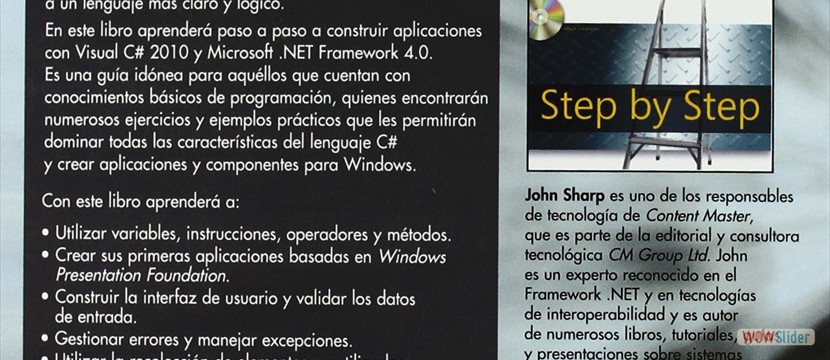 a un lenguaje más claro y lógico.
En este libro aprenderá paso a paso a construir aplicaciones
con Visual C# 2010 y Microsoft .NET Framework 4.0.
Es una guía idónea para aquéllos que cuentan con
conocimientos básicos de programación, quienes encontrarán
numerosos ejercicios y ejemplos prácticos que les permitirán
dominar todas las características del lenguaje C#
y crear aplicaciones y componentes para Windows.
Con este libro aprenderá a:
• Utilizar variables, instrucciones, operadores y métodos.
• Crear sus primeras aplicaciones basadas en Windows
Presentation Foundation.
• Construir la interfaz de usuario y validar los datos
de entrada.
• Gestionar errores y manejar excepciones.
• Utilizar la recolección de elementos
Step by Step
John Sharp es uno de los responsables
de tecnología de Content Master,
que es parte de la editorial y consultora
tecnológica CM Group Ltd. John
es un experto reconocido en el
Framework .NET y en tecnologías
de interoperabilidad y es autor
de numerosos libros, tutoriales,
y presentaciones sobre sistemas
WOWSlider